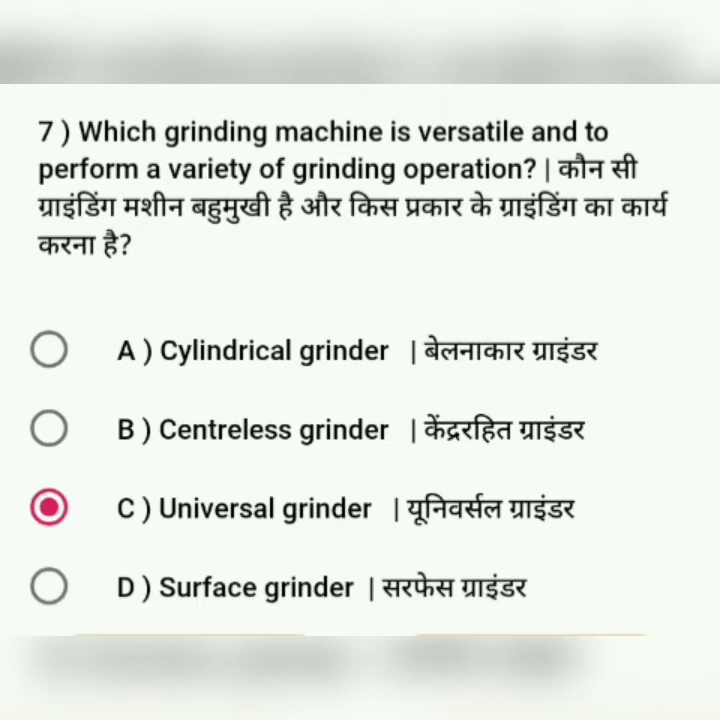 7 ) Which grinding machine is versatile and to
perform a variety of grinding operation? | कौन सी
ग्राइंडिंग मशीन बहुमुखी है और किस प्रकार के ग्राइंडिंग का कार्य
करना है?
A ) Cylindrical grinder | बेलनाकार ग्राइंडर
B ) Centreless grinder | केंद्ररहित ग्राइंडर
C ) Universal grinder | यूनिवर्सल ग्राइंडर
D ) Surface grinder | सरफेस ग्राइंडर